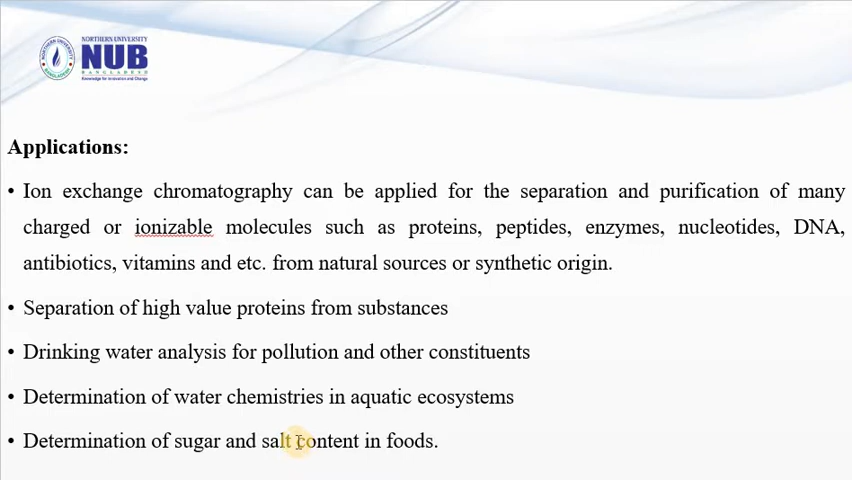 NORTHERN UNIVERSITY
NUB
BANGLADESH
Knowledge for Innovation and Change
Applications:
• Ion exchange chromatography can be applied for the separation and purification of many
charged or ionizable molecules such as proteins, peptides, enzymes, nucleotides, DNA,
antibiotics, vitamins and etc. from natural sources or synthetic origin.
• Separation of high value proteins from substances
• Drinking water analysis for pollution and other constituents
• Determination of water chemistries in aquatic ecosystems
• Determination of sugar and salt content in foods.